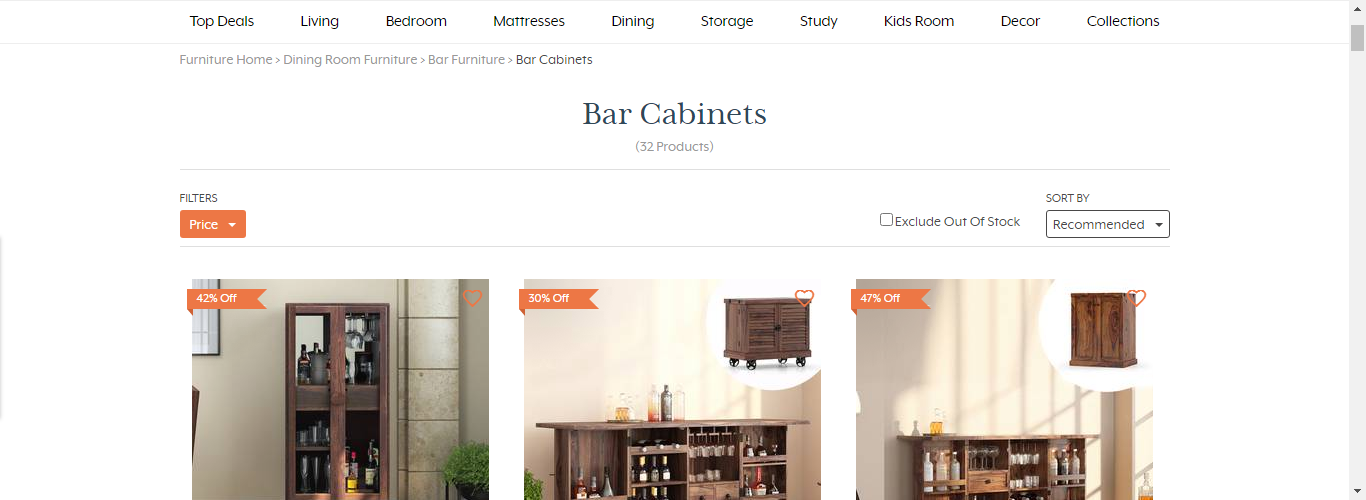 Top Deals Living Bedroom Mattresses Dining Storage Study Kids Room Decor Collections
Furniture Home > Dining Room Furniture > Bar Furniture > Bar Cabinets
Bar Cabinets
(32 Products)
FILTERS
Price
Exclude Out Of Stock
SORT BY
Recommended
42% Off
30% Off
47% Off